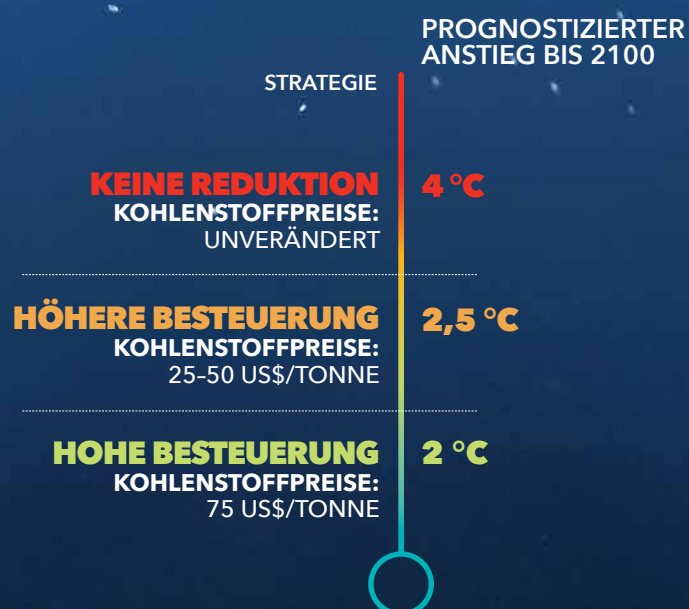 PROGNOSTIZIERTER
ANSTIEG BIS 2100
STRATEGIE
KEINE REDUKTION
4 °C
KOHLENSTOFFPREISE:
UNVERÄNDERT
HÖHERE BESTEUERUNG
2,5 °C
KOHLENSTOFFPREISE:
25–50 US$/TONNE
HOHE BESTEUERUNG
2 °C
KOHLENSTOFFPREISE:
75 US$/TONNE